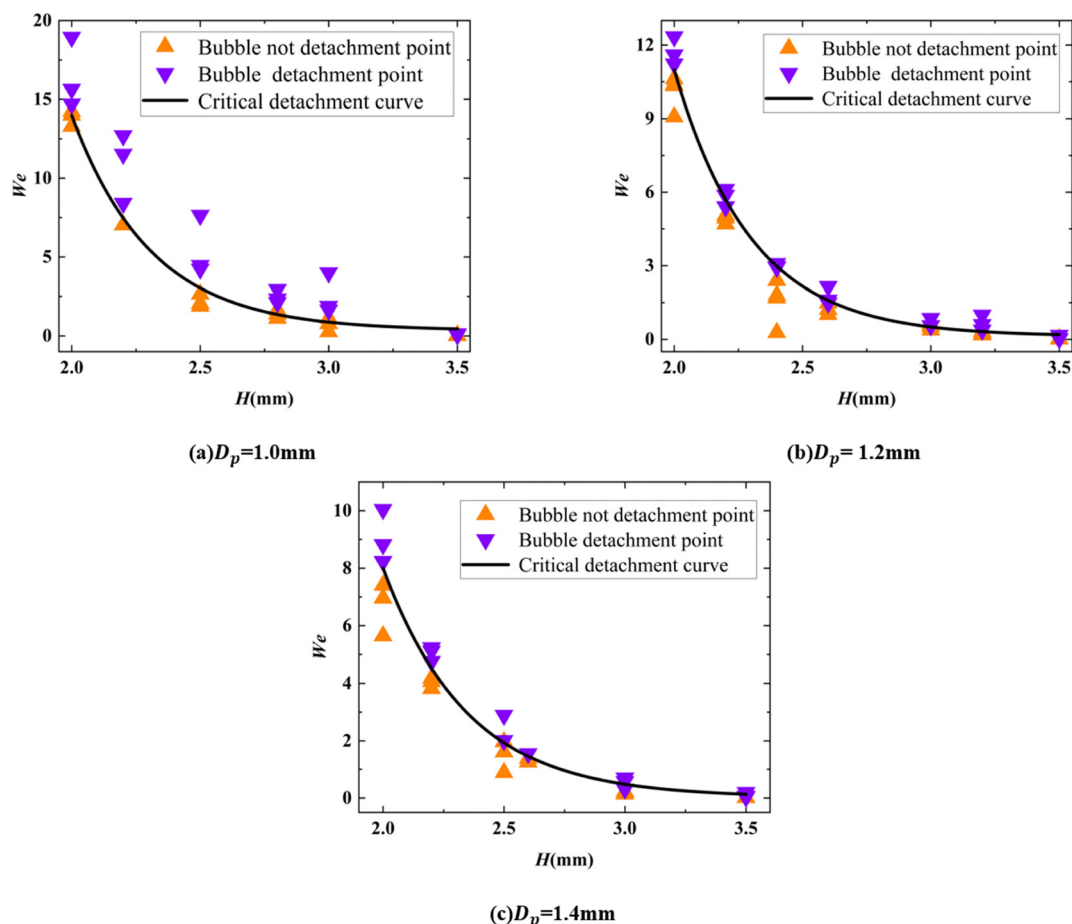 20
15
10
5
0
We
Bubble not detachment point
Bubble detachment point
Critical detachment curve
2.0 2.5 3.0 3.5
H(mm)
(a)Dp=1.0mm
12
9
6
3
0
We
Bubble not detachment point
Bubble detachment point
Critical detachment curve
2.0 2.5 3.0 3.5
H(mm)
(b)Dp= 1.2mm
10
8
6
4
2
0
We
Bubble not detachment point
Bubble detachment point
Critical detachment curve
2.0 2.5 3.0 3.5
H(mm)
(c)Dp=1.4mm